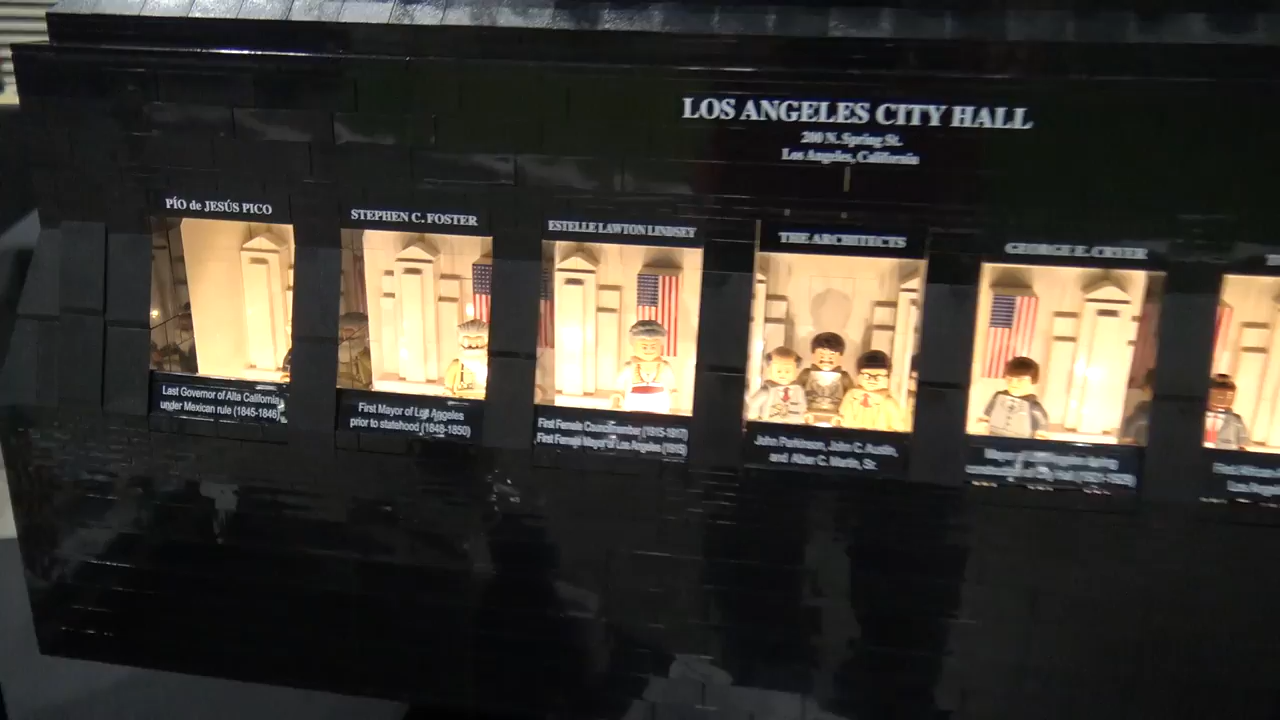 LOS ANGELES CITY HALL
200 N. Spring St.
Los Angeles, California
PÍO de JESÚS PICO
Last Governor of Alta California
under Mexican rule (1845-1846)
STEPHEN C. FOSTER
First Mayor of Los Angeles
prior to statehood (1848-1850)
ESTELLE LAWTON LINDSEY
First Female Councilmember (1915-1917)
First Female Mayor of Los Angeles (1915)
THE ARCHITECTS
John Parkinson, John C. Austin,
and Alber C. Martin, Sr.
GEORGE E. CRYER